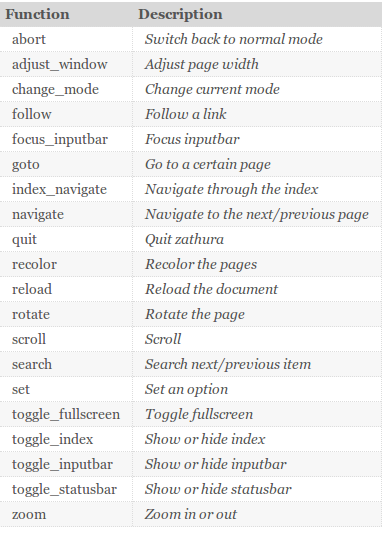 Function Description
abort Switch back to normal mode
adjust_window Adjust page width
change_mode Change current mode
follow Follow a link
focus_inputbar Focus inputbar
goto Go to a certain page
index_navigate Navigate through the index
navigate Navigate to the next/previous page
quit Quit zathura
recolor Recolor the pages
reload Reload the document
rotate Rotate the page
scroll Scroll
search Search next/previous item
set Set an option
toggle_fullscreen Toggle fullscreen
toggle_index Show or hide index
toggle_inputbar Show or hide inputbar
toggle_statusbar Show or hide statusbar
zoom Zoom in or out